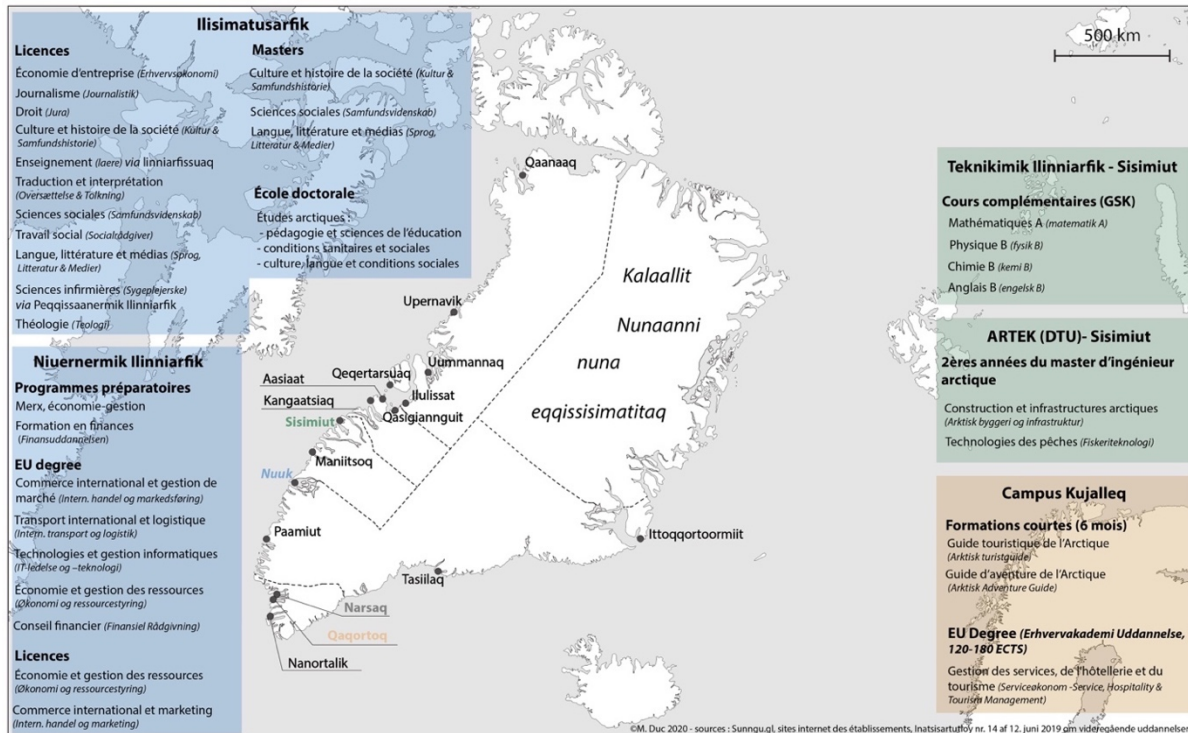 Ilisimatusarfik
Licences
Économie d'entreprise (Erhvervsøkonomi)
Journalisme (Journalistik)
Droit (Jura)
Culture et histoire de la société (Kultur &
Samfundshistorie)
Enseignement (laere) via linniarfissuaq
Traduction et interprétation
(Oversættelse & Tolkning)
Sciences sociales (Samfundsvidenskab)
Travail social (Socialrådgiver)
Langue, littérature et médias (Sprog,
Litteratur & Medier)
Sciences infirmières (Sygeplejerske)
via Peqqissaanermik Ilinniarfik
Théologie (Teologi)
Masters
Culture et histoire de la société (Kultur &
Samfundshistorie)
Sciences sociales (Samfundsvidenskab)
Langue, littérature et médias (Sprog,
Litteratur & Medier)
École doctorale
Études arctiques :
- pédagogie et sciences de l'éducation
- conditions sanitaires et sociales
- culture, langue et conditions sociales
Niuernermik Ilinniarfik
Programmes préparatoires
Merx, économie-gestion
Formation en finances
(Finansuddannelsen)
EU degree
Commerce international et gestion de
marché (Intern. handel og markedsføring)
Transport international et logistique
(Intern. transport og logistik)
Technologies et gestion informatiques
(IT-ledelse og –teknologi)
Économie et gestion des ressources
(Økonomi og ressourcestyring)
Conseil financier (Finansiel Rådgivning)
Licences
Économie et gestion des ressources
(Økonomi og ressourcestyring)
Commerce international et marketing
(Intern. handel og marketing)
500 km
Qaanaaq
Upernavik
Uummannaq
Qeqertarsuaq
Aasiaat
Kangaatsiaq
Ilulissat
Qasigiannguit
Sisimiut
Maniitsoq
Nuuk
Paamiut
Narsaq
Qaqortoq
Nanortalik
Tasiilaq
Ittoqqortoormiit
Kalaallit
Nunaanni
nuna
eqqissisimatitaq
Teknikimik Ilinniarfik - Sisimiut
Cours complémentaires (GSK)
Mathématiques A (matematik A)
Physique B (fysik B)
Chimie B (kemi B)
Anglais B (engelsk B)
ARTEK (DTU)- Sisimiut
2ères années du master d'ingénieur
arctique
Construction et infrastructures arctiques
(Arktisk byggeri og infrastruktur)
Technologies des pêches (Fiskeriteknologi)
Campus Kujalleq
Formations courtes (6 mois)
Guide touristique de l'Arctique
(Arktisk turistguide)
Guide d'aventure de l'Arctique
(Arktisk Adventure Guide)
EU Degree (Erhvervakademi Uddannelse,
120-180 ECTS)
Gestion des services, de l'hôtellerie et du
tourisme (Serviceøkonom -Service, Hospitality &
Tourism Management)
©M. Duc 2020 - sources : Sunngu.gl, sites internet des établissements, Inatsisartutlov nr. 14 af 12. juni 2019 om videregående uddannelser